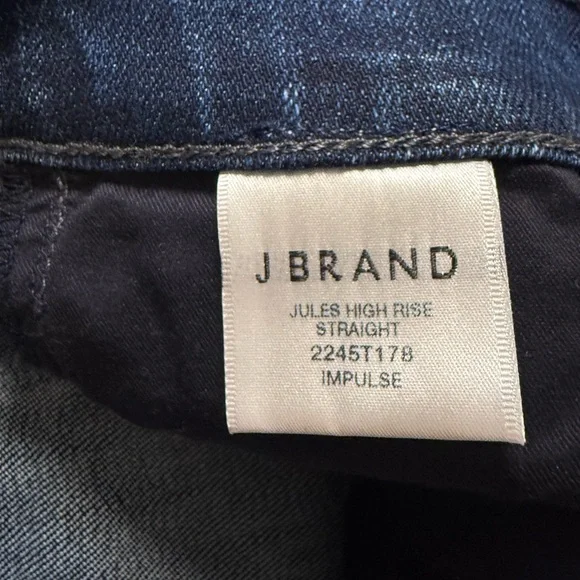 J BRAND
JULES HIGH RISE
STRAIGHT
2245T178
IMPULSE